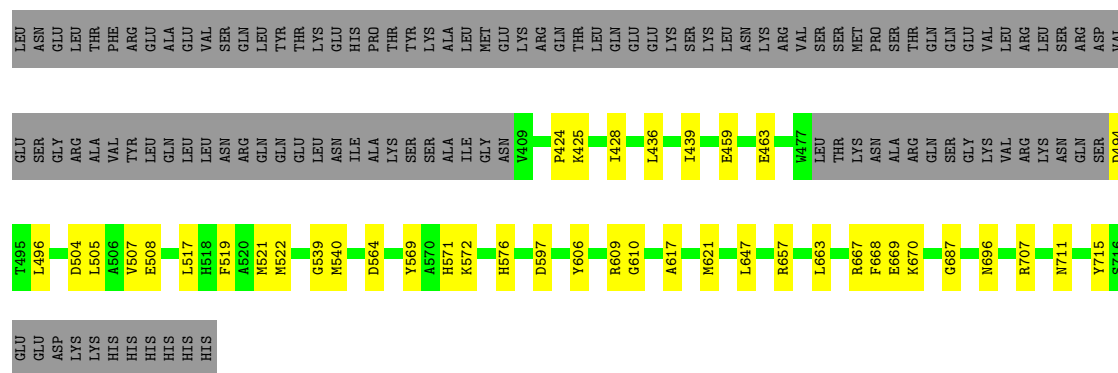 LEU ASN GLU LEU THR PHE ARG GLU ALA GLU VAL SER GLN LEU TYR THR LYS GLU HIS PRO THR TYR LYS ALA LEU MET GLU LYS ARG GLN THR LEU GLN GLU GLU LYS SER LYS LEU ASN LYS ARG VAL SER SER MET PRO SER THR GLN GLN GLU VAL LEU ARG LEU SER ARG ASP VAL
GLU SER GLY ARG ALA VAL TYR LEU GLN LEU LEU ASN ARG GLN GLN GLU LEU ASN ILE ALA LYS SER SER ALA ILE GLY ASN V409 P424 K425 I428 L436 I439 E459 E463 W477 LEU THR LYS ASN ALA ARG GLN SER GLY LYS VAL ARG LYS ASN GLN SER D494
T495 L496 D504 L505 A506 V507 E508 L517 H518 F519 A520 M521 M522 G539 M540 D564 Y569 A570 H571 K572 H576 D597 Y606 R609 G610 A617 M621 L647 R657 L663 R667 F668 E669 K670 G687 N696 R707 N711 Y715 S716
GLU GLU ASP LYS LYS HIS HIS HIS HIS HIS HIS